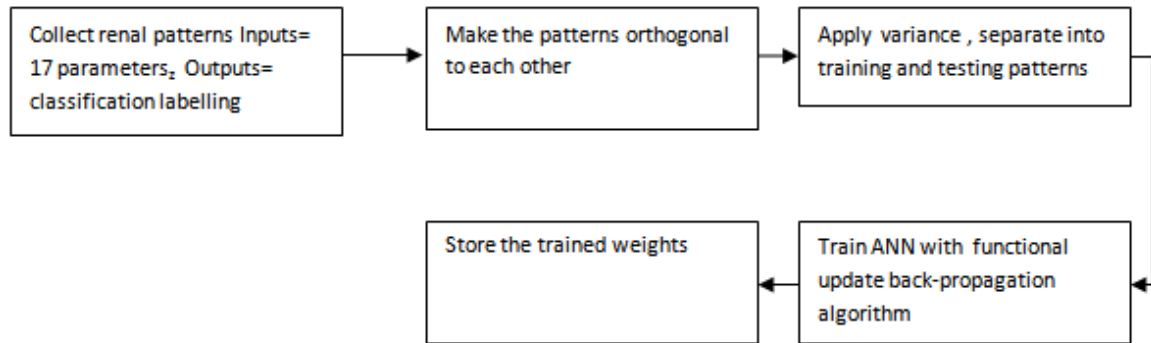 Collect renal patterns Inputs=
17 parameters, Outputs=
classification labelling
Make the patterns orthogonal
to each other
Apply variance , separate into
training and testing patterns
Store the trained weights
Train ANN with functional
update back-propagation
algorithm